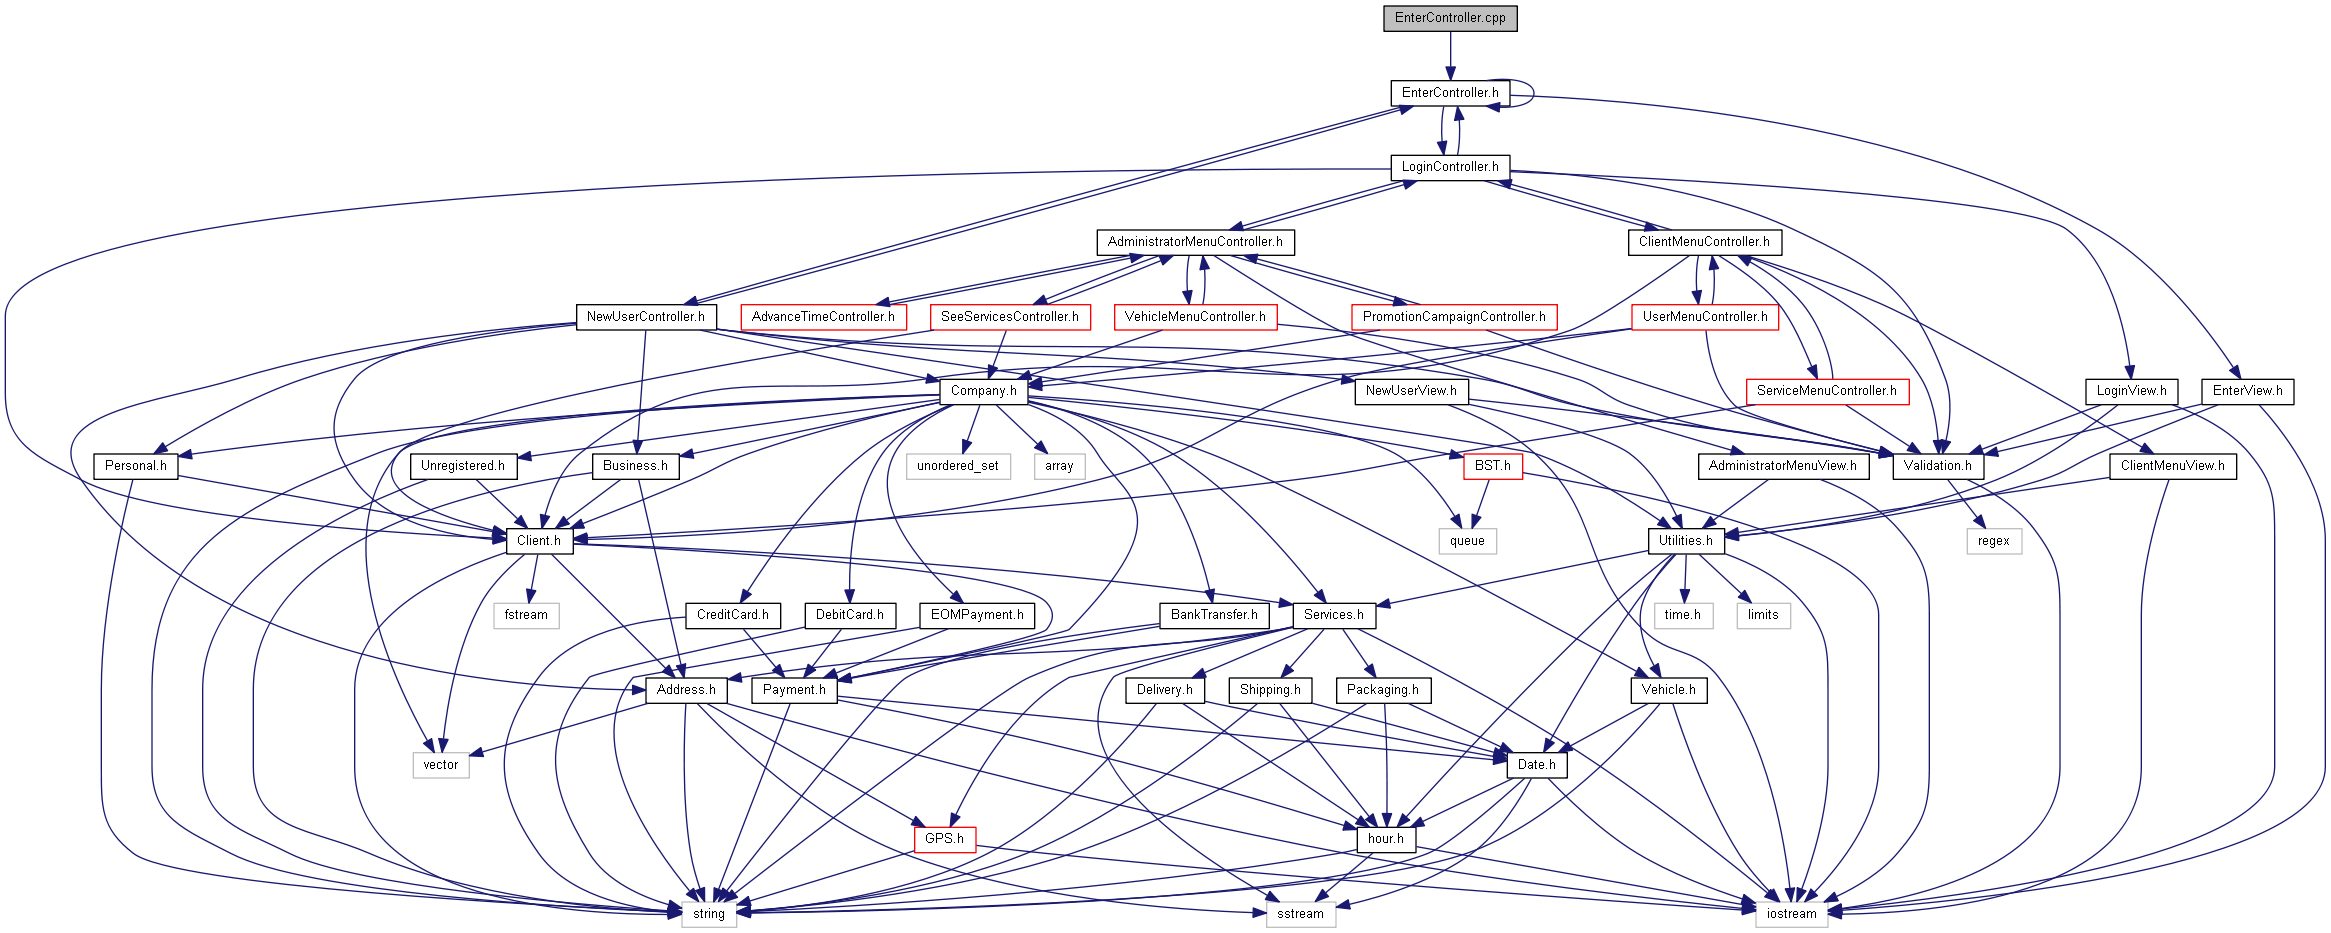 EnterController.cpp
EnterController.h
LoginController.h
AdministratorMenuController.h
ClientMenuController.h
NewUserController.h
AdvanceTimeController.h
SeeServicesController.h
VehicleMenuController.h
PromotionCampaignController.h
UserMenuController.h
Company.h
NewUserView.h
ServiceMenuController.h
LoginView.h
EnterView.h
Personal.h
Unregistered.h
Business.h
unordered_set
array
BST.h
AdministratorMenuView.h
Validation.h
ClientMenuView.h
Client.h
queue
Utilities.h
regex
fstream
CreditCard.h
DebitCard.h
EOMPayment.h
BankTransfer.h
Services.h
time.h
limits
Address.h
Payment.h
Delivery.h
Shipping.h
Packaging.h
Vehicle.h
vector
Date.h
GPS.h
hour.h
string
sstream
iostream